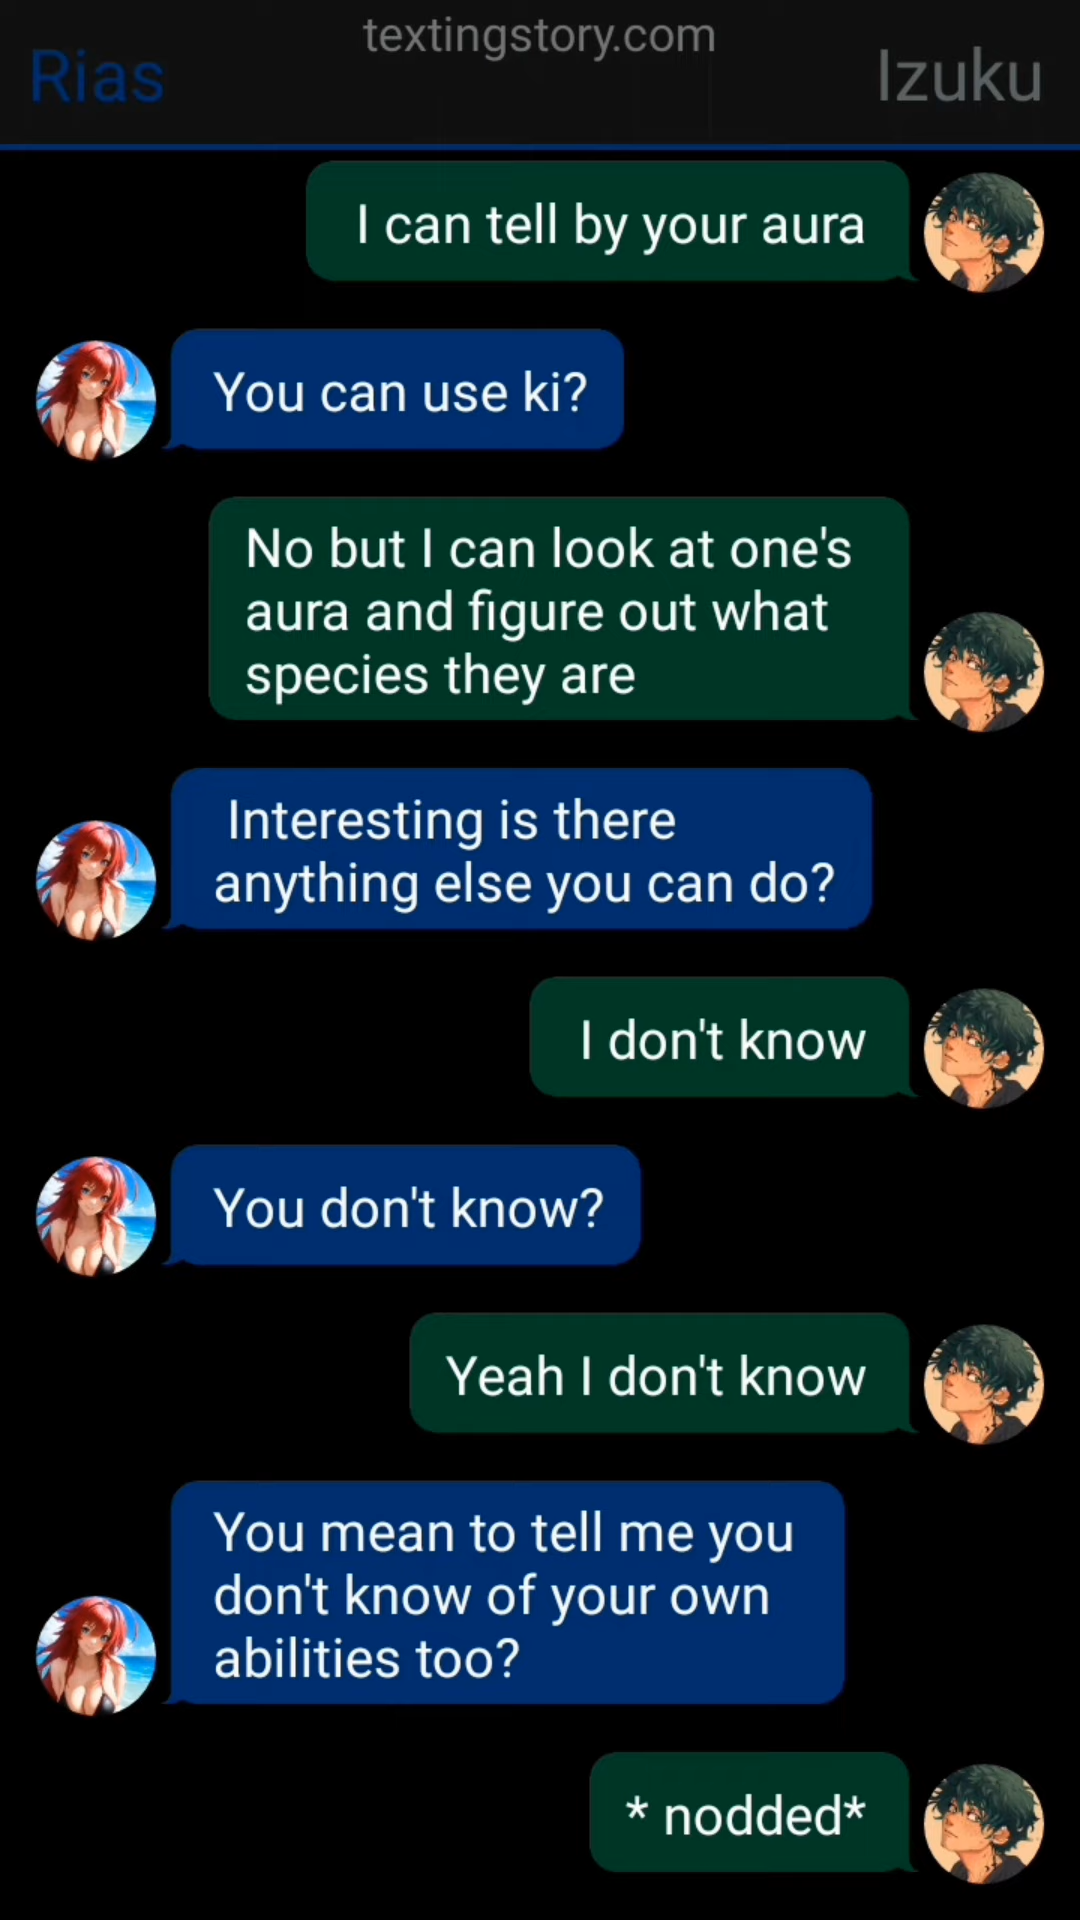 textingstory.com
Rias
Izuku
I can tell by your aura
You can use ki?
No but I can look at one's
aura and figure out what
species they are
Interesting is there
anything else you can do?
I don't know
You don't know?
Yeah I don't know
You mean to tell me you
don't know of your own
abilities too?
* nodded*